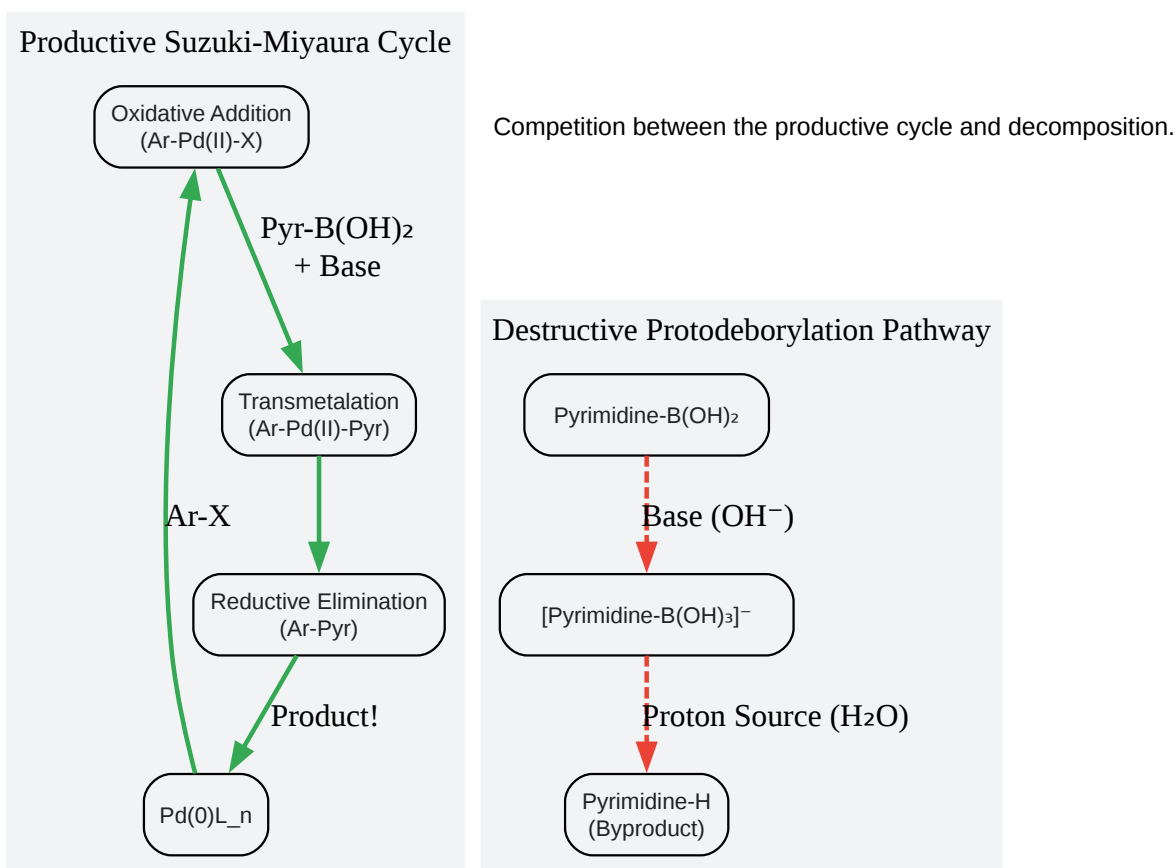 Productive Suzuki-Miyaura Cycle
Oxidative Addition
(Ar-Pd(II)-X)
Pyr-B(OH)₂
+ Base
Transmetalation
(Ar-Pd(II)-Pyr)
Ar-X
Reductive Elimination
(Ar-Pyr)
Product!
Pd(0)L_n
Competition between the productive cycle and decomposition.
Destructive Protodeborylation Pathway
Pyrimidine-B(OH)₂
Base (OH⁻)
[Pyrimidine-B(OH)₃]⁻
Proton Source (H₂O)
Pyrimidine-H
(Byproduct)